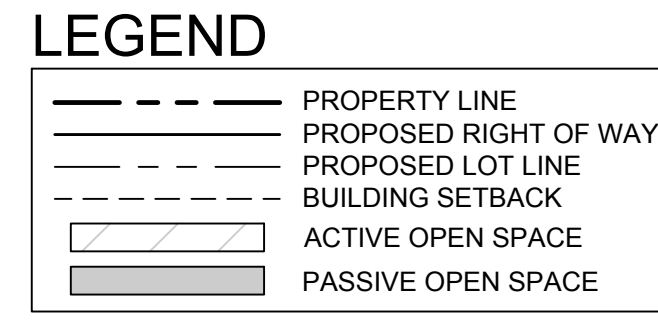 LEGEND
PROPERTY LINE
PROPOSED RIGHT OF WAY
PROPOSED LOT LINE
BUILDING SETBACK
ACTIVE OPEN SPACE
PASSIVE OPEN SPACE